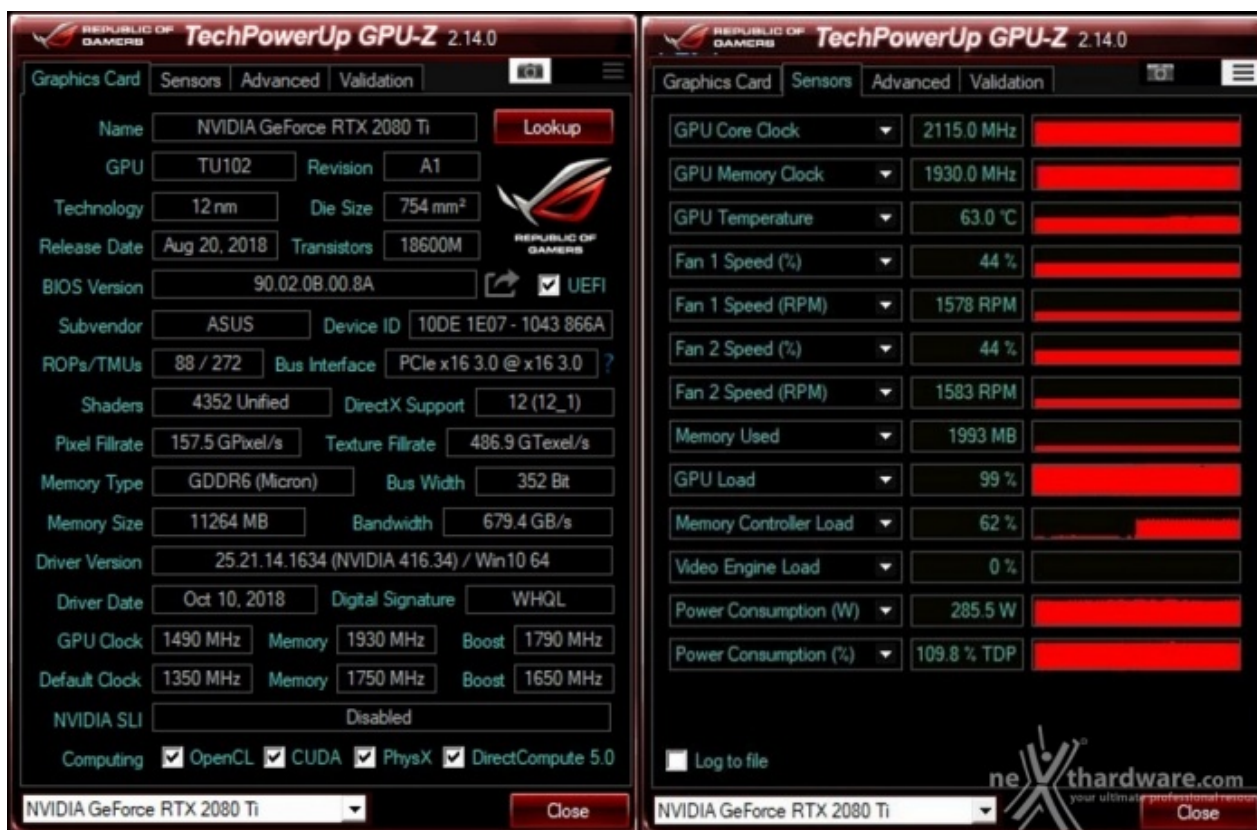 REPUBLIC OF GAMERS TechPowerUp GPU-Z 2.14.0
Graphics Card Sensors Advanced Validation
Name NVIDIA GeForce RTX 2080 Ti Lookup
GPU TU102 Revision A1
Technology 12 nm Die Size 754 mm²
REPUBLIC OF GAMERS
Release Date Aug 20, 2018 Transistors 18600M
BIOS Version 90.02.0B.00.8A UEFI
Subvendor ASUS Device ID 10DE 1E07 - 1043 866A
ROPs/TMUs 88 / 272 Bus Interface PCIe x16 3.0 @ x16 3.0 ?
Shaders 4352 Unified DirectX Support 12 (12_1)
Pixel Fillrate 157.5 GPixel/s Texture Fillrate 486.9 GTexel/s
Memory Type GDDR6 (Micron) Bus Width 352 Bit
Memory Size 11264 MB Bandwidth 679.4 GB/s
Driver Version 25.21.14.1634 (NVIDIA 416.34) / Win10 64
Driver Date Oct 10, 2018 Digital Signature WHQL
GPU Clock 1490 MHz Memory 1930 MHz Boost 1790 MHz
Default Clock 1350 MHz Memory 1750 MHz Boost 1650 MHz
NVIDIA SLI Disabled
Computing OpenCL CUDA PhysX DirectCompute 5.0
NVIDIA GeForce RTX 2080 Ti Close
REPUBLIC OF GAMERS TechPowerUp GPU-Z 2.14.0
Graphics Card Sensors Advanced Validation
GPU Core Clock 2115.0 MHz
GPU Memory Clock 1930.0 MHz
GPU Temperature 63.0 °C
Fan 1 Speed (%) 44 %
Fan 1 Speed (RPM) 1578 RPM
Fan 2 Speed (%) 44 %
Fan 2 Speed (RPM) 1583 RPM
Memory Used 1993 MB
GPU Load 99 %
Memory Controller Load 62 %
Video Engine Load 0 %
Power Consumption (W) 285.5 W
Power Consumption (%) 109.8 % TDP
Log to file
nexthardware.com
your ultimate professional resource
NVIDIA GeForce RTX 2080 Ti Close